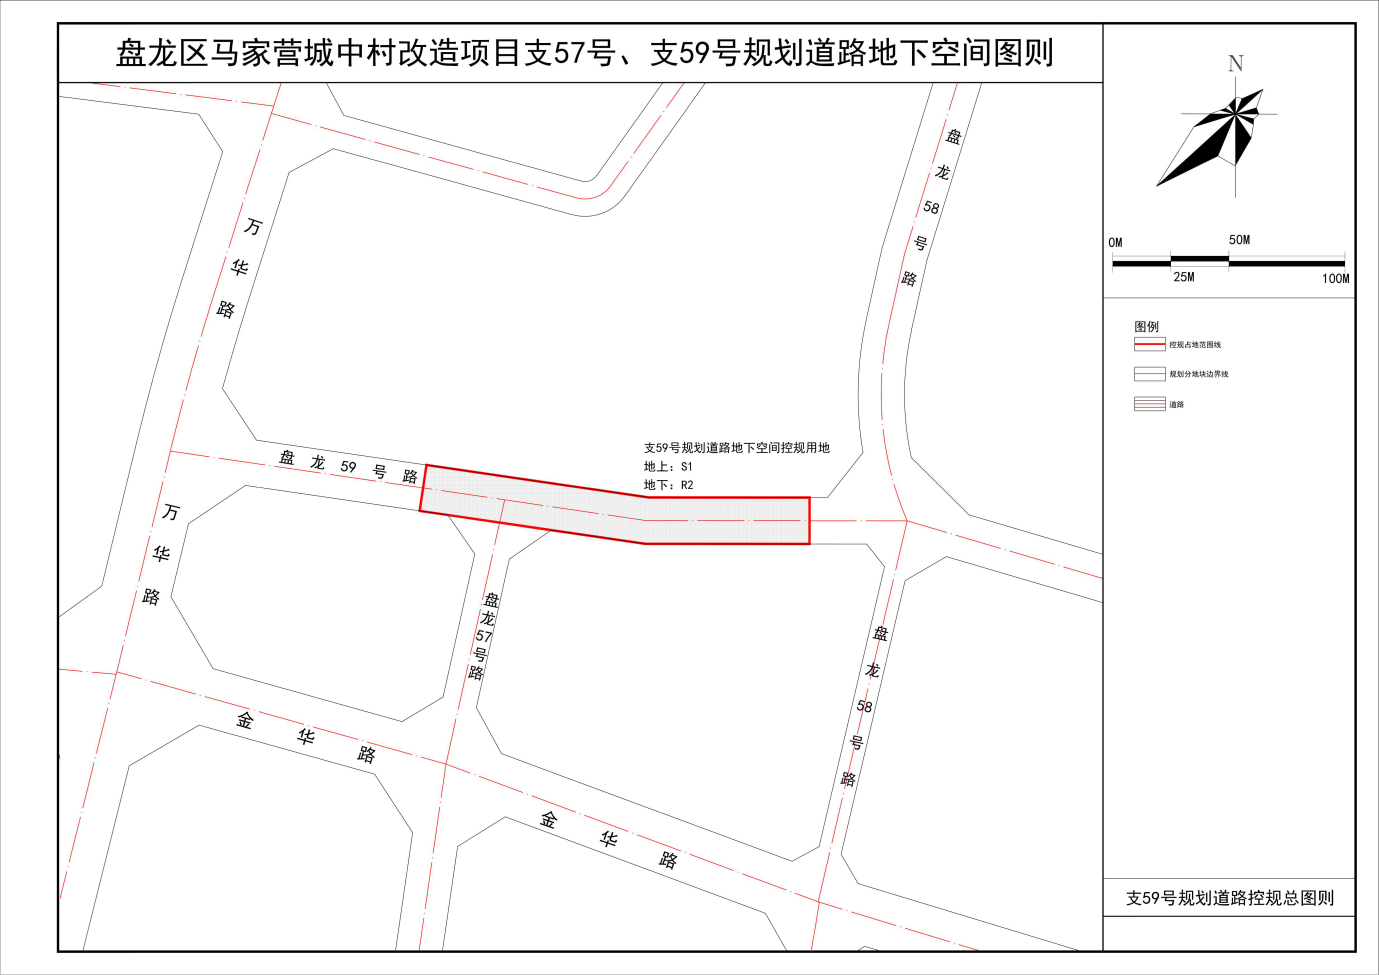 盘龙区马家营城中村改造项目支57号、支59号规划道路地下空间图则
N
0M
50M
25M
100M
图例
控规占地范围线
规划分地块边界线
道路
盘龙58号路
万华路
支59号规划道路地下空间控规用地
地上: S1
地下: R2
盘龙59号路
万华路
盘龙57号路
盘龙58号路
金华路
金华路
支59号规划道路控规总图则